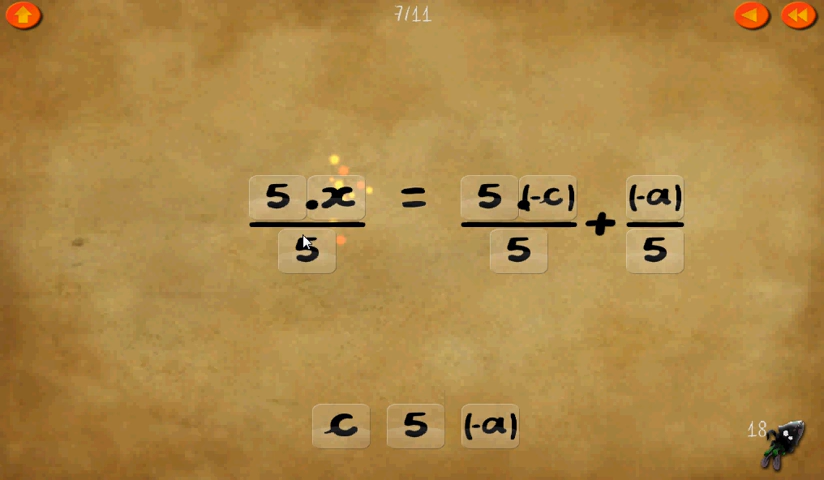 7/11
5 . x = 5 . (-c) + (-a)
5 5 5
c 5 (-a)
18